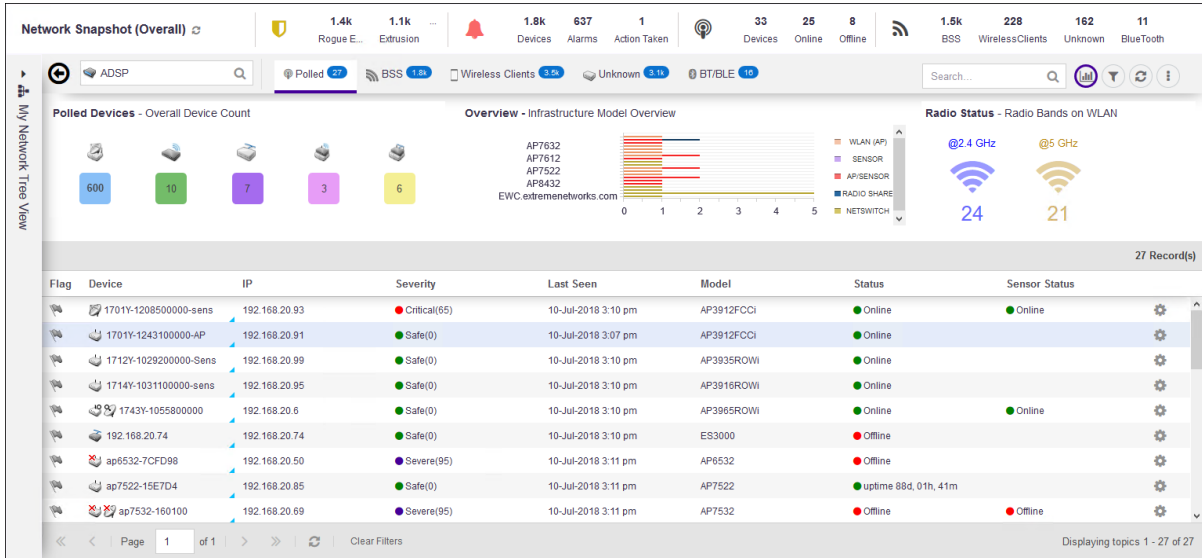 Network Snapshot (Overall)
1.4k 1.1k ...
Rogue E... Extrusion
1.8k 637 1
Devices Alarms Action Taken
33 25 8
Devices Online Offline
1.5k 228 162 11
BSS WirelessClients Unknown BlueTooth
My Network Tree View
ADSP
Polled 27 BSS 1.8k Wireless Clients 3.5k Unknown 3.1k BT/BLE 16
Search...
Polled Devices - Overall Device Count
600 10 7 3 6
Overview - Infrastructure Model Overview
AP7632
AP7612
AP7522
AP8432
EWC.extremenetworks.com
0 1 2 3 4 5
WLAN (AP)
SENSOR
AP/SENSOR
RADIO SHARE
NETSWITCH
Radio Status - Radio Bands on WLAN
@2.4 GHz @5 GHz
24 21
27 Record(s)
Flag Device IP Severity Last Seen Model Status Sensor Status
1701Y-1208500000-sens 192.168.20.93 Critical(65) 10-Jul-2018 3:10 pm AP3912FCCi Online Online
1701Y-1243100000-AP 192.168.20.91 Safe(0) 10-Jul-2018 3:07 pm AP3912FCCi Online
1712Y-1029200000-Sens 192.168.20.99 Safe(0) 10-Jul-2018 3:10 pm AP3935ROWi Online
1714Y-1031100000-sens 192.168.20.95 Safe(0) 10-Jul-2018 3:10 pm AP3916ROWi Online
1743Y-1055800000 192.168.20.6 Safe(0) 10-Jul-2018 3:10 pm AP3965ROWi Online Online
192.168.20.74 192.168.20.74 Safe(0) 10-Jul-2018 3:10 pm ES3000 Offline
ap6532-7CFD98 192.168.20.50 Severe(95) 10-Jul-2018 3:11 pm AP6532 Offline
ap7522-15E7D4 192.168.20.85 Safe(0) 10-Jul-2018 3:11 pm AP7522 uptime 88d, 01h, 41m
ap7532-160100 192.168.20.69 Severe(95) 10-Jul-2018 3:11 pm AP7532 Offline Offline
Page 1 of 1 Clear Filters Displaying topics 1 - 27 of 27